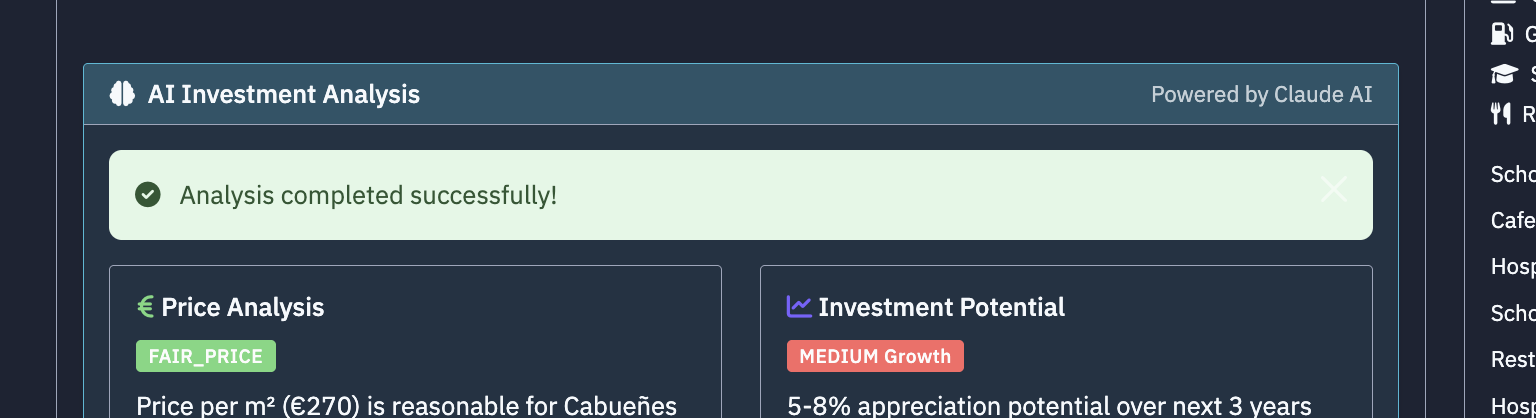 AI Investment Analysis
Powered by Claude AI
Analysis completed successfully!
€ Price Analysis
FAIR_PRICE
Price per m² (€270) is reasonable for Cabueñes
Investment Potential
MEDIUM Growth
5-8% appreciation potential over next 3 years
G
S
R
Scho
Cafe
Hosp
Scho
Rest
Hosp